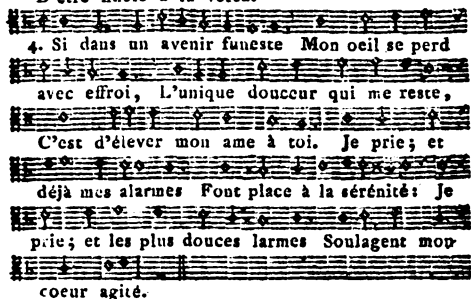 4. Si dans un avenir funeste Mon oeil se perd
avec effroi, L'unique douceur qui me reste,
C'est d'élever mon ame à toi. Je prie; et
déjà mes alarmes Font place à la sérénité: Je
prie; et les plus douces larmes Soulagent mon
coeur agité.